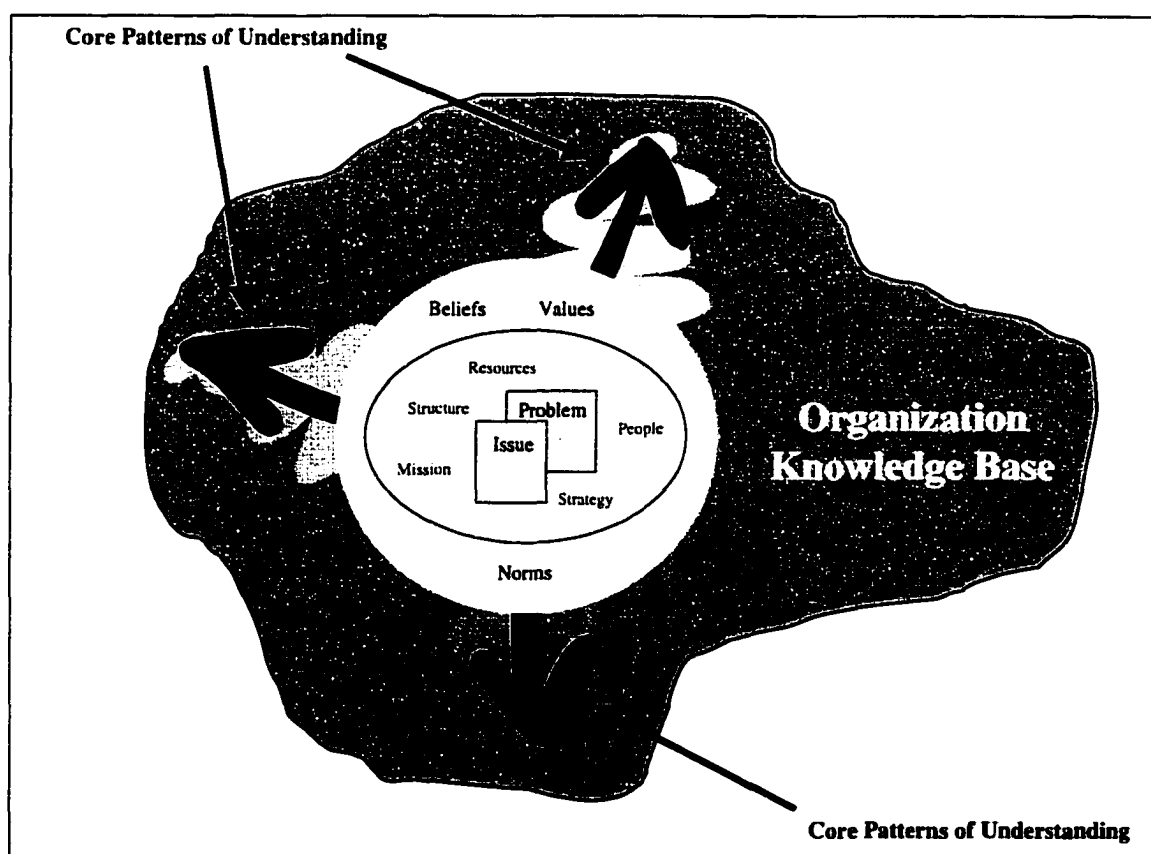 Core Patterns of Understanding
Beliefs Values
Resources
Structure
Problem
People
Issue
Mission
Strategy
Norms
Organization
Knowledge Base
Core Patterns of Understanding